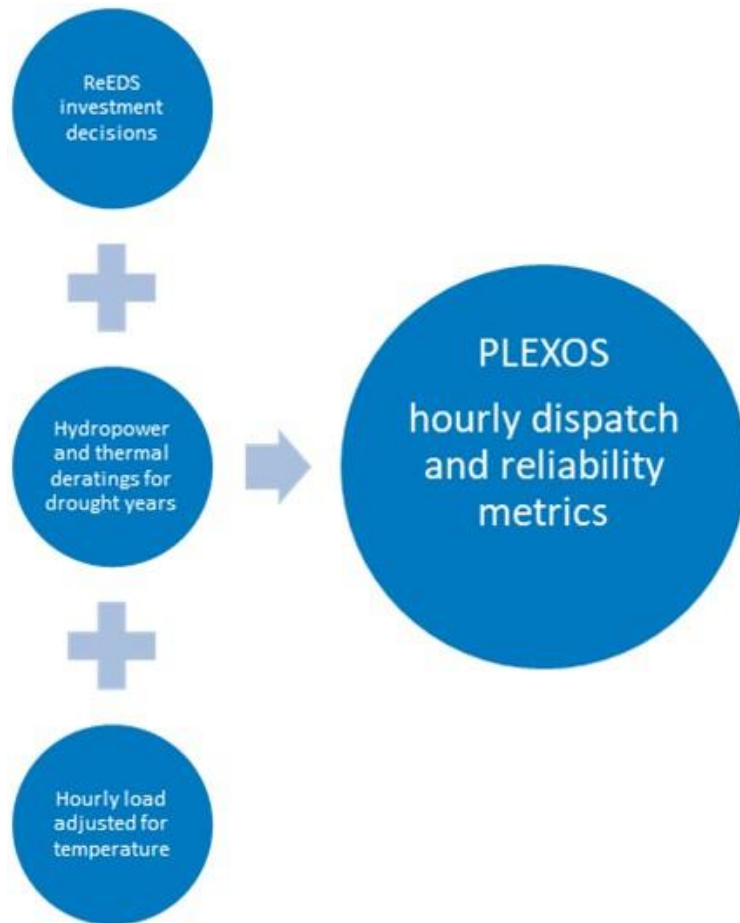 ReEDS
investment
decisions
Hydropower
and thermal
deratings for
drought years
Hourly load
adjusted for
temperature
PLEXOS
hourly dispatch
and reliability
metrics